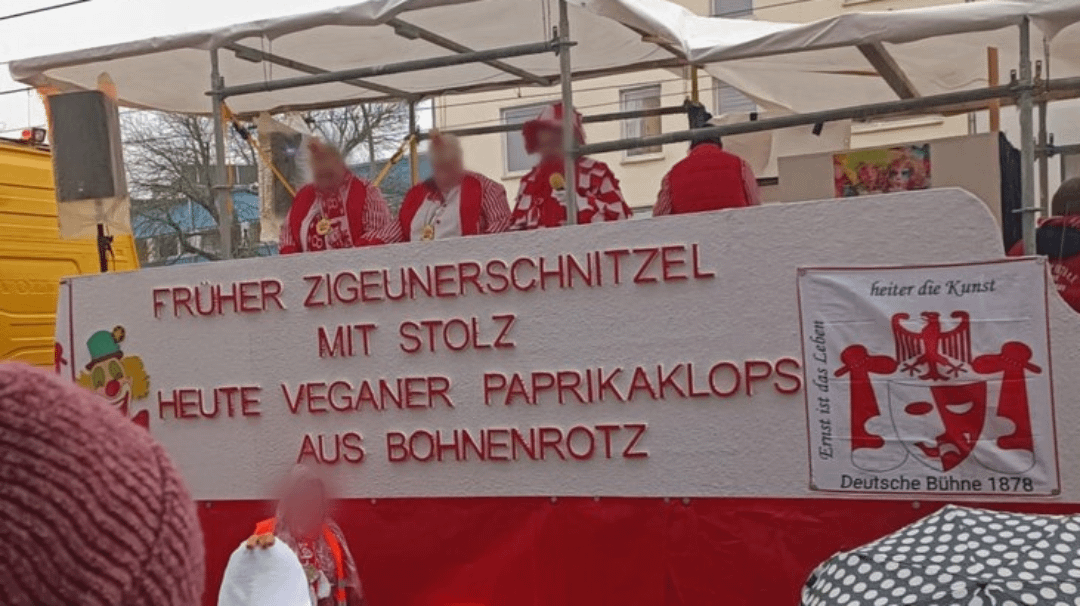 FRÜHER ZIGEUNERSCHNITZEL
MIT STOLZ
HEUTE VEGANER PAPRIKAKLOPS
AUS BOHNENROTZ
heiter die Kunst
Ernst ist das Leben
Deutsche Bühne 1878